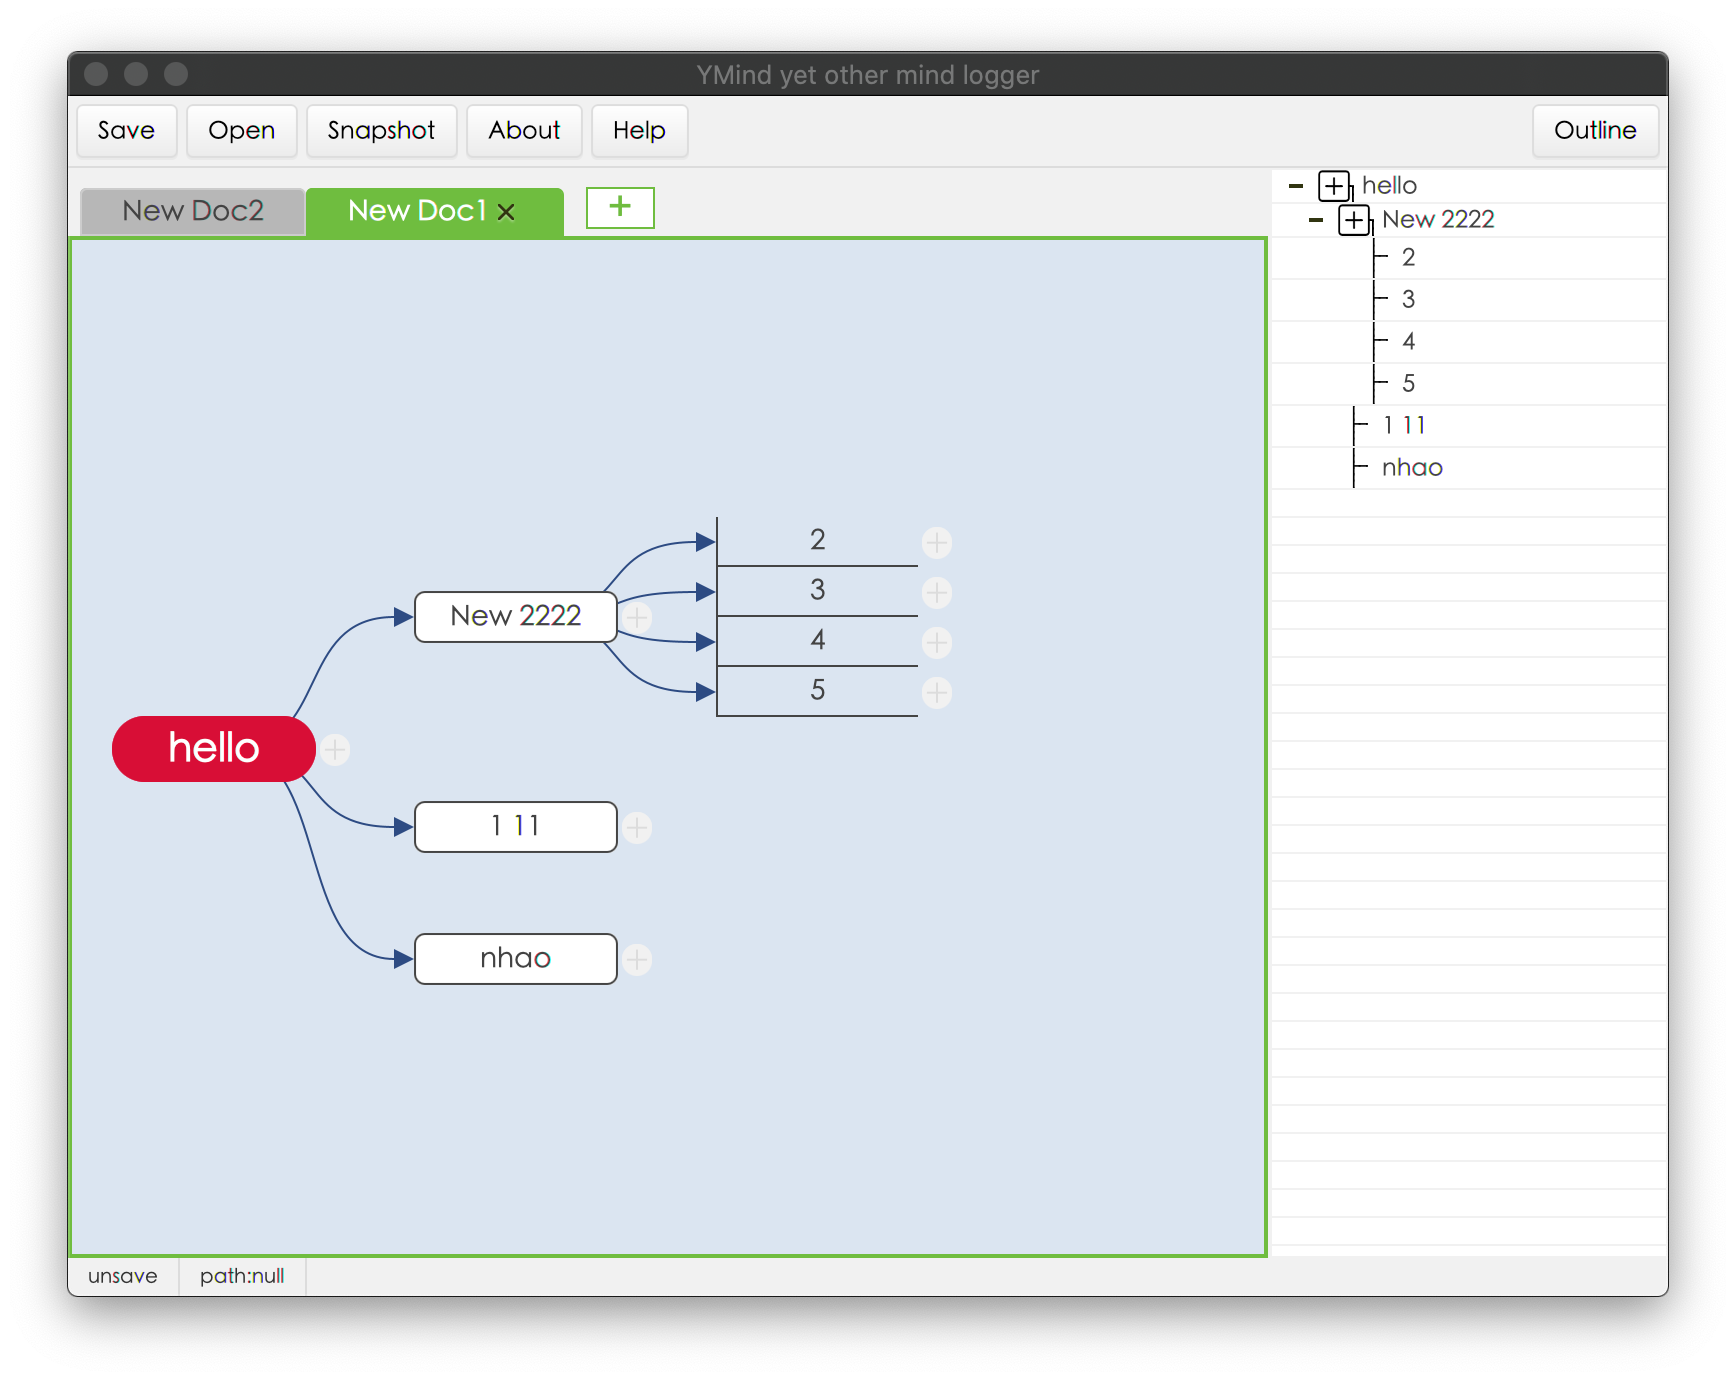 YMind yet other mind logger
Save Open Snapshot About Help Outline
New Doc2 New Doc1
hello
New 2222
2
3
4
5
1 11
nhao
hello
New 2222
2
3
4
5
1 11
nhao
unsave path:null